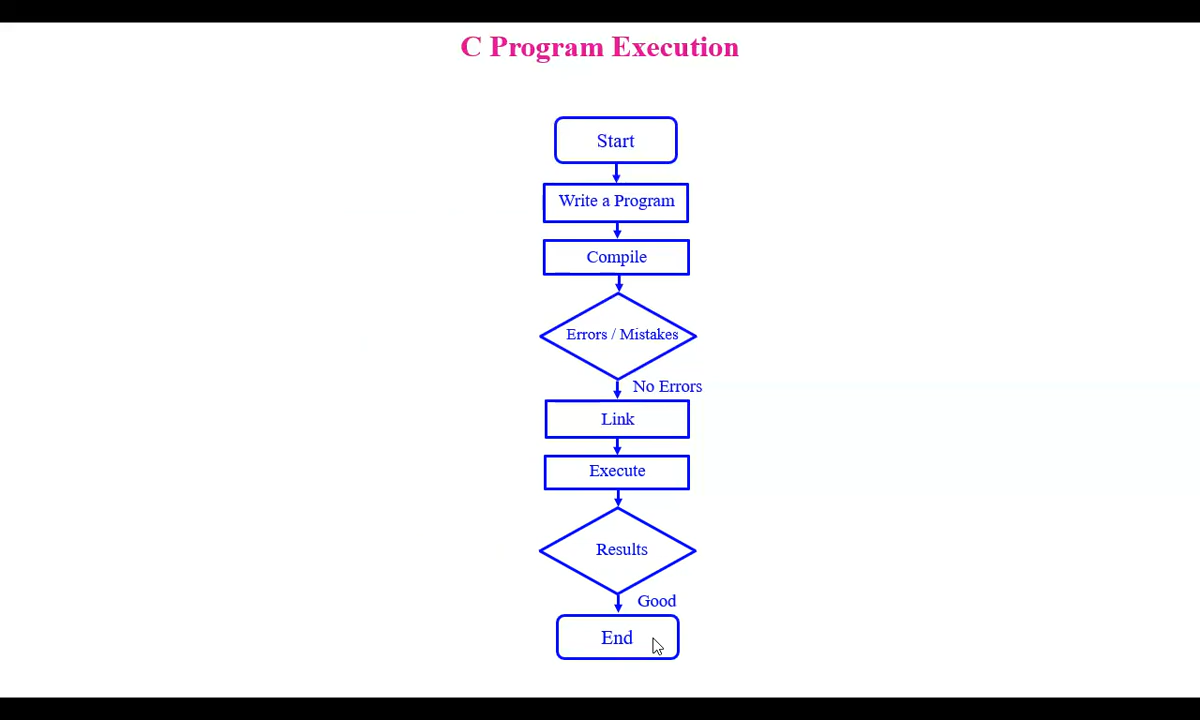 C Program Execution
Start
Write a Program
Compile
Errors / Mistakes
No Errors
Link
Execute
Results
Good
End